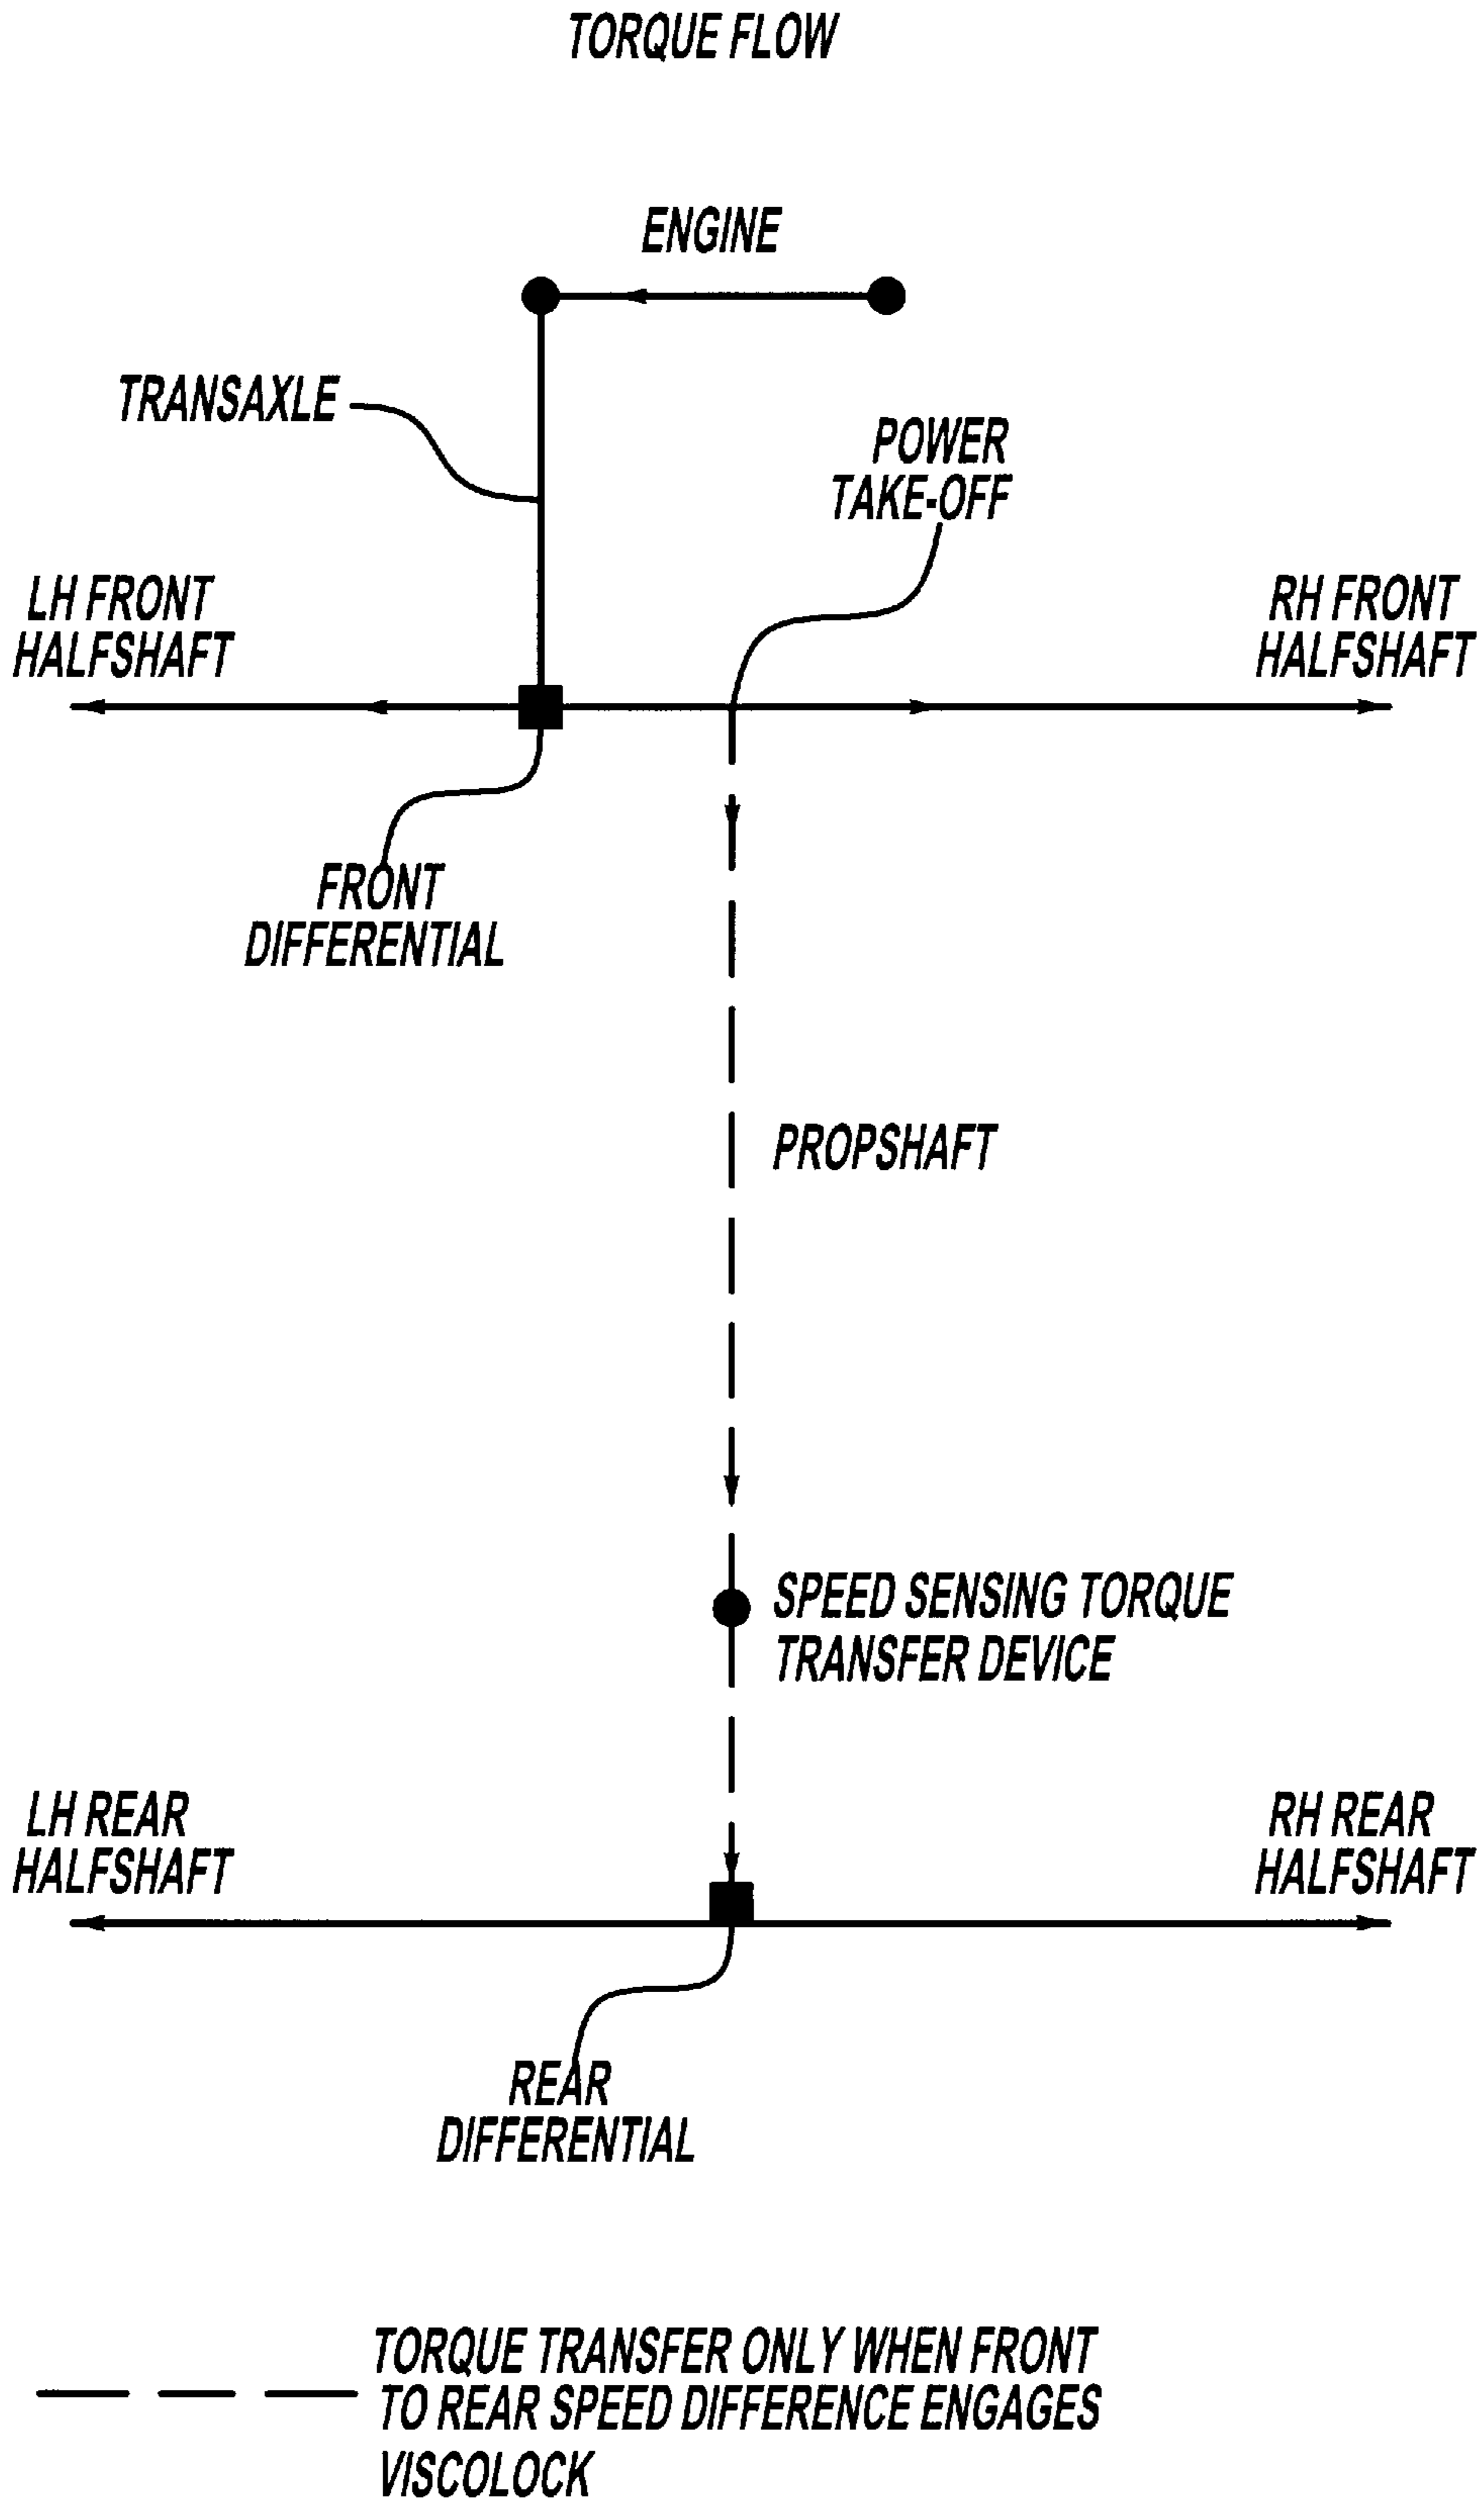 TORQUE FLOW
ENGINE
TRANSAXLE
POWER
TAKE-OFF
LH FRONT
HALFSHAFT
RH FRONT
HALFSHAFT
FRONT
DIFFERENTIAL
PROPSHAFT
SPEED SENSING TORQUE
TRANSFER DEVICE
LH REAR
HALFSHAFT
RH REAR
HALFSHAFT
REAR
DIFFERENTIAL
TORQUE TRANSFER ONLY WHEN FRONT
TO REAR SPEED DIFFERENCE ENGAGES
VISCOLOCK